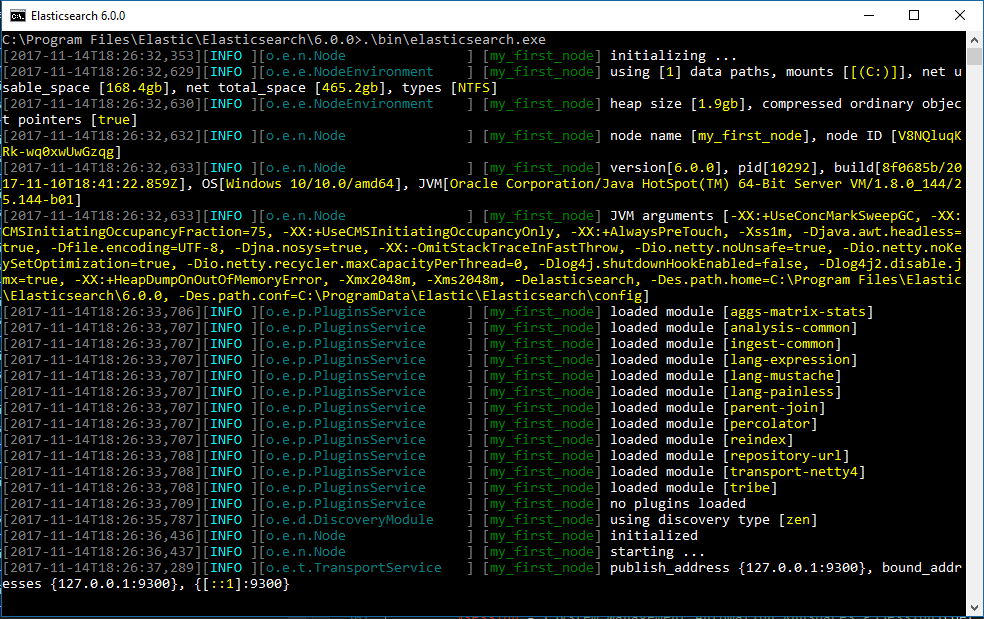 Elasticsearch 6.0.0
C:\Program Files\Elastic\Elasticsearch\6.0.0>.\bin\elasticsearch.exe
[2017-11-14T18:26:32,353][INFO ][o.e.n.Node               ] [my_first_node] initializing ...
[2017-11-14T18:26:32,629][INFO ][o.e.e.NodeEnvironment    ] [my_first_node] using [1] data paths, mounts [[(C:)]], net u
sable_space [168.4gb], net total_space [465.2gb], types [NTFS]
[2017-11-14T18:26:32,630][INFO ][o.e.e.NodeEnvironment    ] [my_first_node] heap size [1.9gb], compressed ordinary objec
t pointers [true]
[2017-11-14T18:26:32,632][INFO ][o.e.n.Node               ] [my_first_node] node name [my_first_node], node ID [V8NQluqK
Rk-wq0xwUwGzqg]
[2017-11-14T18:26:32,633][INFO ][o.e.n.Node               ] [my_first_node] version[6.0.0], pid[10292], build[8f0685b/20
17-11-10T18:41:22.859Z], OS[Windows 10/10.0/amd64], JVM[Oracle Corporation/Java HotSpot(TM) 64-Bit Server VM/1.8.0_144/2
5.144-b01]
[2017-11-14T18:26:32,633][INFO ][o.e.n.Node               ] [my_first_node] JVM arguments [-XX:+UseConcMarkSweepGC, -XX:
CMSInitiatingOccupancyFraction=75, -XX:+UseCMSInitiatingOccupancyOnly, -XX:+AlwaysPreTouch, -Xss1m, -Djava.awt.headless=
true, -Dfile.encoding=UTF-8, -Djna.nosys=true, -XX:-OmitStackTraceInFastThrow, -Dio.netty.noUnsafe=true, -Dio.netty.noKe
ySetOptimization=true, -Dio.netty.recycler.maxCapacityPerThread=0, -Dlog4j.shutdownHookEnabled=false, -Dlog4j2.disable.j
mx=true, -XX:+HeapDumpOnOutOfMemoryError, -Xmx2048m, -Xms2048m, -Delasticsearch, -Des.path.home=C:\Program Files\Elastic
\Elasticsearch\6.0.0, -Des.path.conf=C:\ProgramData\Elastic\Elasticsearch\config]
[2017-11-14T18:26:33,706][INFO ][o.e.p.PluginsService     ] [my_first_node] loaded module [aggs-matrix-stats]
[2017-11-14T18:26:33,707][INFO ][o.e.p.PluginsService     ] [my_first_node] loaded module [analysis-common]
[2017-11-14T18:26:33,707][INFO ][o.e.p.PluginsService     ] [my_first_node] loaded module [ingest-common]
[2017-11-14T18:26:33,707][INFO ][o.e.p.PluginsService     ] [my_first_node] loaded module [lang-expression]
[2017-11-14T18:26:33,707][INFO ][o.e.p.PluginsService     ] [my_first_node] loaded module [lang-mustache]
[2017-11-14T18:26:33,707][INFO ][o.e.p.PluginsService     ] [my_first_node] loaded module [lang-painless]
[2017-11-14T18:26:33,707][INFO ][o.e.p.PluginsService     ] [my_first_node] loaded module [parent-join]
[2017-11-14T18:26:33,707][INFO ][o.e.p.PluginsService     ] [my_first_node] loaded module [percolator]
[2017-11-14T18:26:33,707][INFO ][o.e.p.PluginsService     ] [my_first_node] loaded module [reindex]
[2017-11-14T18:26:33,708][INFO ][o.e.p.PluginsService     ] [my_first_node] loaded module [repository-url]
[2017-11-14T18:26:33,708][INFO ][o.e.p.PluginsService     ] [my_first_node] loaded module [transport-netty4]
[2017-11-14T18:26:33,708][INFO ][o.e.p.PluginsService     ] [my_first_node] loaded module [tribe]
[2017-11-14T18:26:33,709][INFO ][o.e.p.PluginsService     ] [my_first_node] no plugins loaded
[2017-11-14T18:26:35,787][INFO ][o.e.d.DiscoveryModule    ] [my_first_node] using discovery type [zen]
[2017-11-14T18:26:36,436][INFO ][o.e.n.Node               ] [my_first_node] initialized
[2017-11-14T18:26:36,437][INFO ][o.e.n.Node               ] [my_first_node] starting ...
[2017-11-14T18:26:37,289][INFO ][o.e.t.TransportService   ] [my_first_node] publish_address {127.0.0.1:9300}, bound_addr
esses {127.0.0.1:9300}, {[::1]:9300}